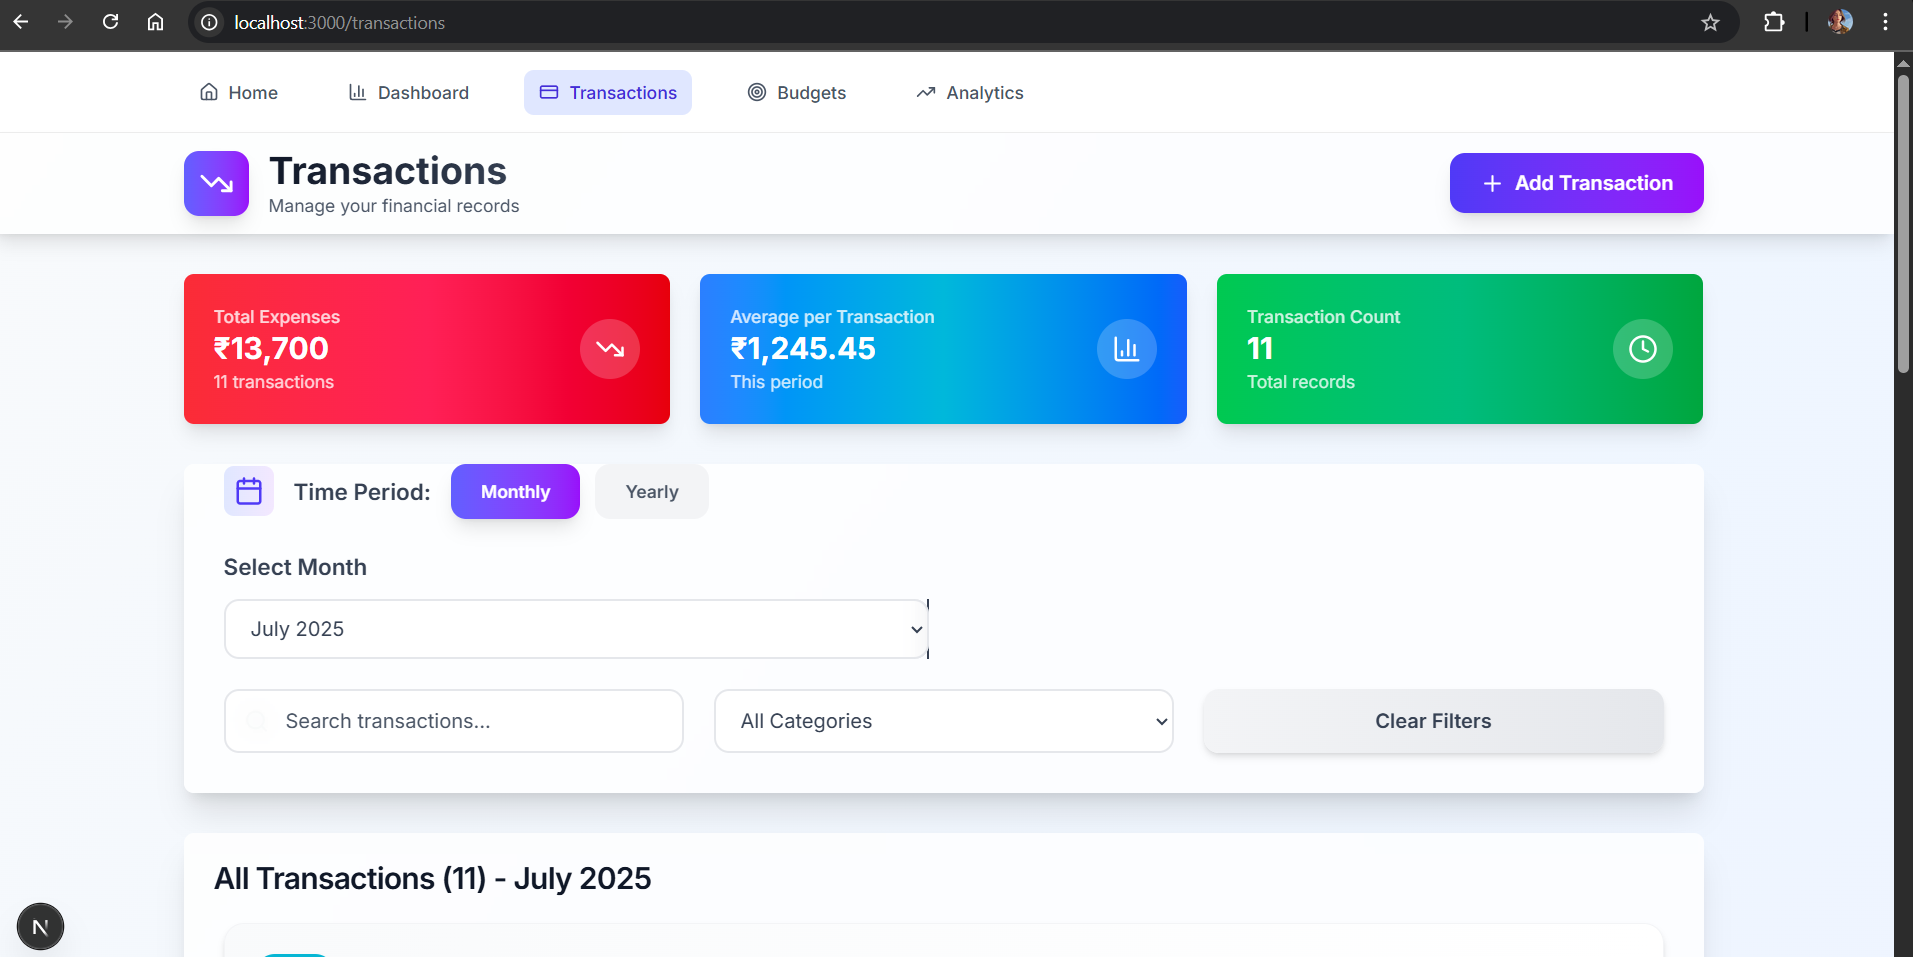 localhost:3000/transactions
Home
Dashboard
Transactions
Budgets
Analytics
Transactions
Manage your financial records
Add Transaction
Total Expenses
₹13,700
11 transactions
Average per Transaction
₹1,245.45
This period
Transaction Count
11
Total records
Time Period:
Monthly
Yearly
Select Month
July 2025
Search transactions...
All Categories
Clear Filters
All Transactions (11) - July 2025
N